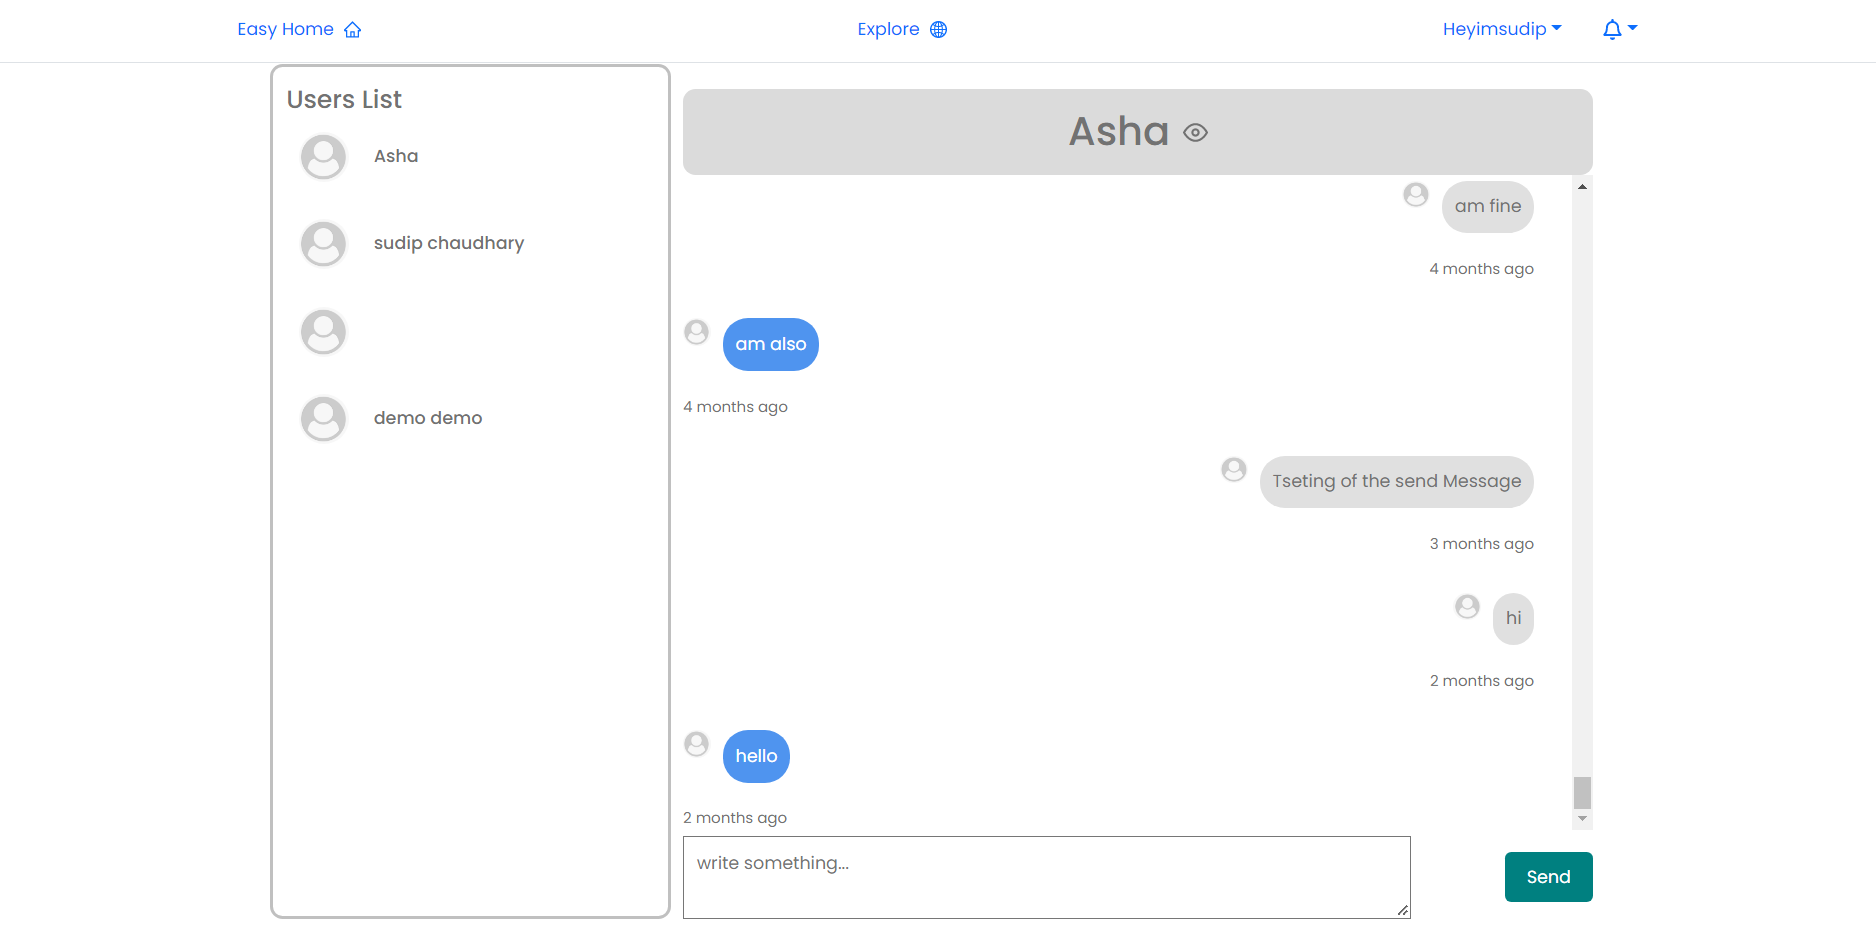 Easy Home
Explore
Heyimsudip
Users List
Asha
sudip chaudhary
demo demo
Asha
am fine
4 months ago
am also
4 months ago
Tseting of the send Message
3 months ago
hi
2 months ago
hello
2 months ago
write something...
Send